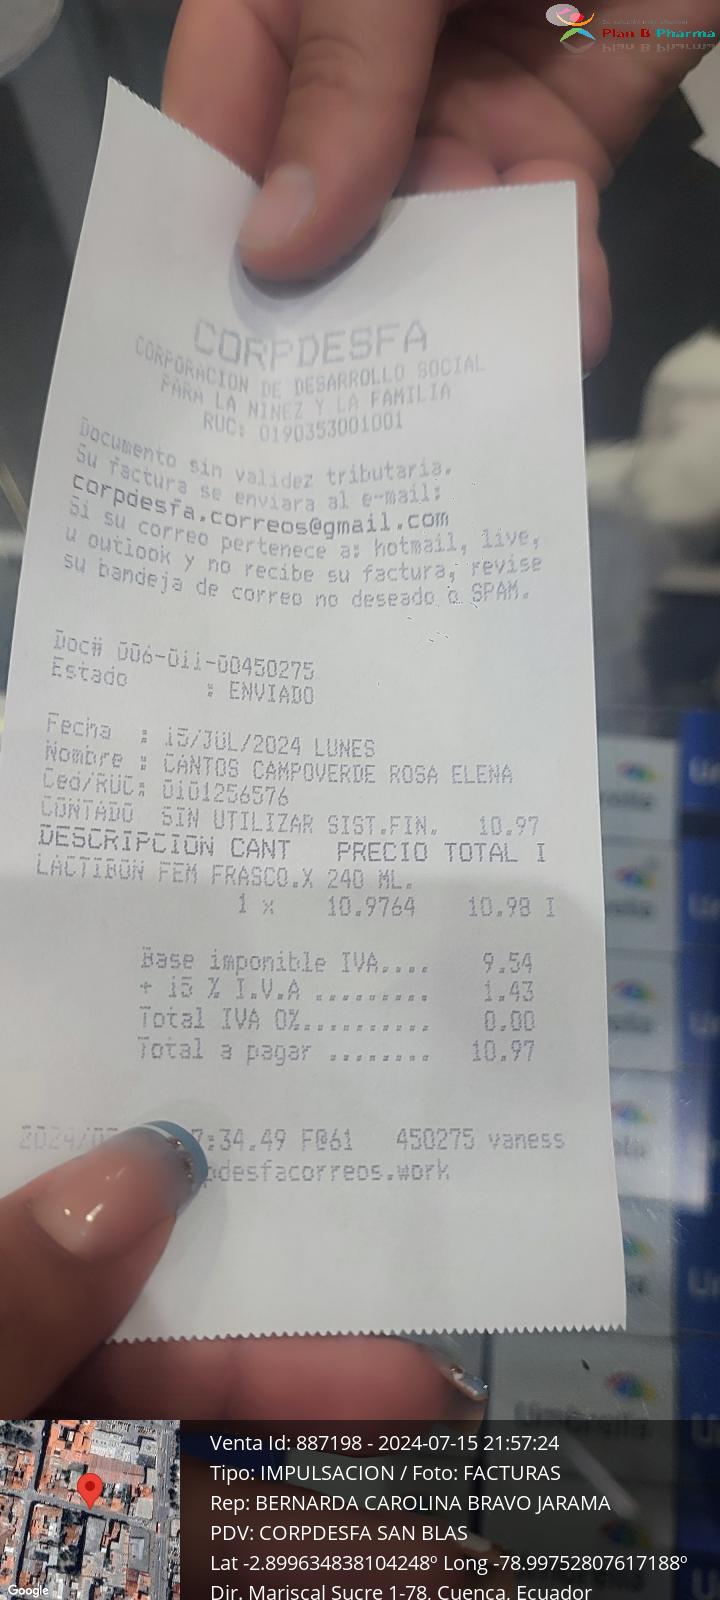 Plan B Pharma
CORPDESFA
CORPORACION DE DESARROLLO SOCIAL
PARA LA NINEZ Y LA FAMILIA
RUC: 0190353001001
Documento sin validez tributaria.
Su factura se enviara al e-mail:
corpdesfa.correos@gmail.com
Si su correo pertenece a: hotmail, live,
u outlook y no recibe su factura, revise
su bandeja de correo no deseado o SPAM.
Doc# 006-011-00450275
Estado : ENVIADO
Fecha : 15/JUL/2024 LUNES
Nombre : CANTOS CAMPOVERDE ROSA ELENA
Ced/RUC: 0101256576
CONTADO SIN UTILIZAR SIST.FIN. 10.97
DESCRIPCION CANT PRECIO TOTAL I
LACTIBON FEM FRASCO.X 240 ML.
1 x 10.9764 10.98 I
Base imponible IVA.... 9.54
+ 15 % I.V.A ......... 1.43
Total IVA 0%.......... 0.00
Total a pagar ........ 10.97
2024/0 7:34.49 F@61 450275 vaness
pdesfacorreos.work
Venta Id: 887198 - 2024-07-15 21:57:24
Tipo: IMPULSACION / Foto: FACTURAS
Rep: BERNARDA CAROLINA BRAVO JARAMA
PDV: CORPDESFA SAN BLAS
Lat -2.899634838104248º Long -78.99752807617188º
Dir. Mariscal Sucre 1-78, Cuenca, Ecuador
Google